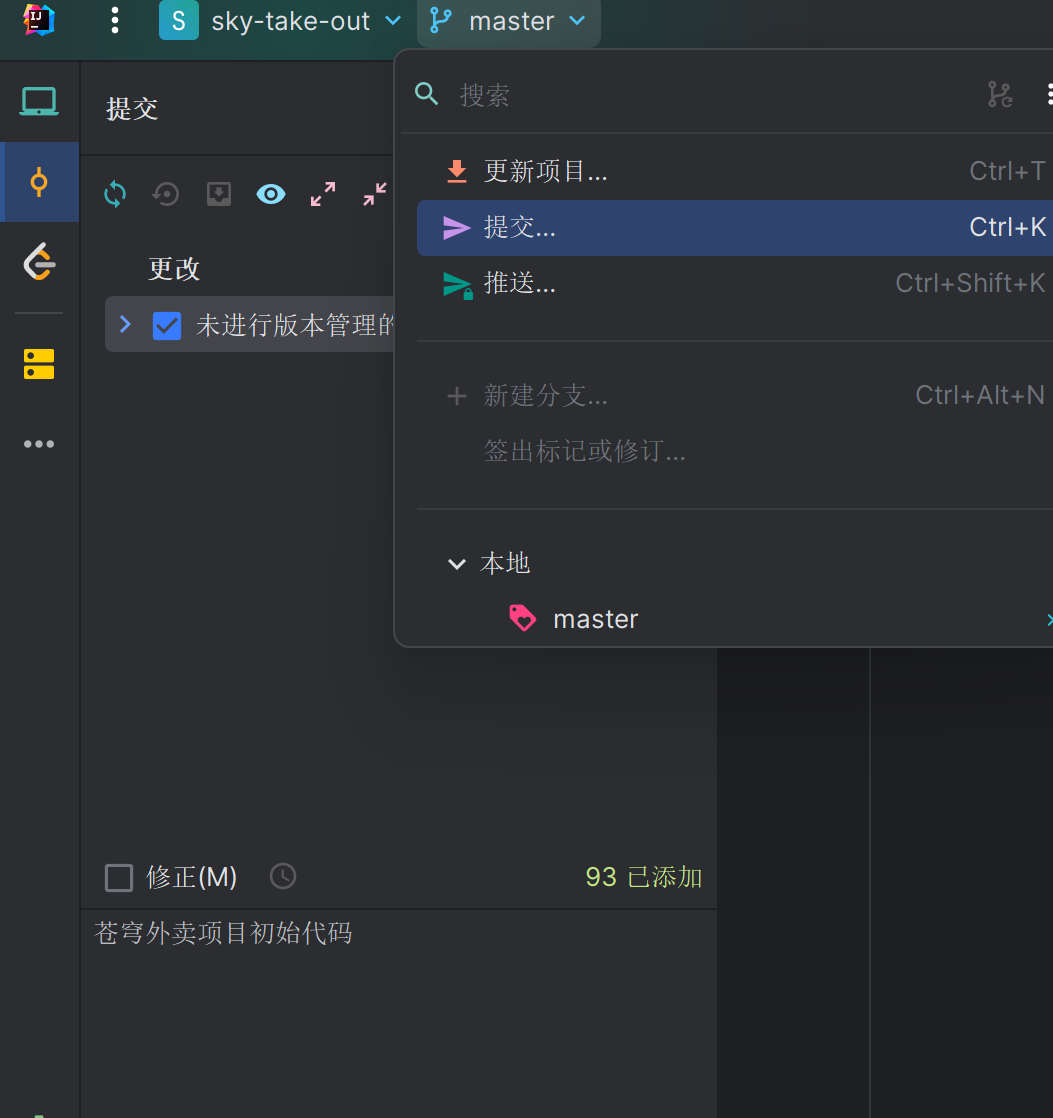 IJ
S sky-take-out master
提交
搜索
更新项目... Ctrl+T
提交... Ctrl+K
推送... Ctrl+Shift+K
更改
未进行版本管理的
新建分支... Ctrl+Alt+N
签出标记或修订...
本地
master
修正(M) 93 已添加
苍穹外卖项目初始代码